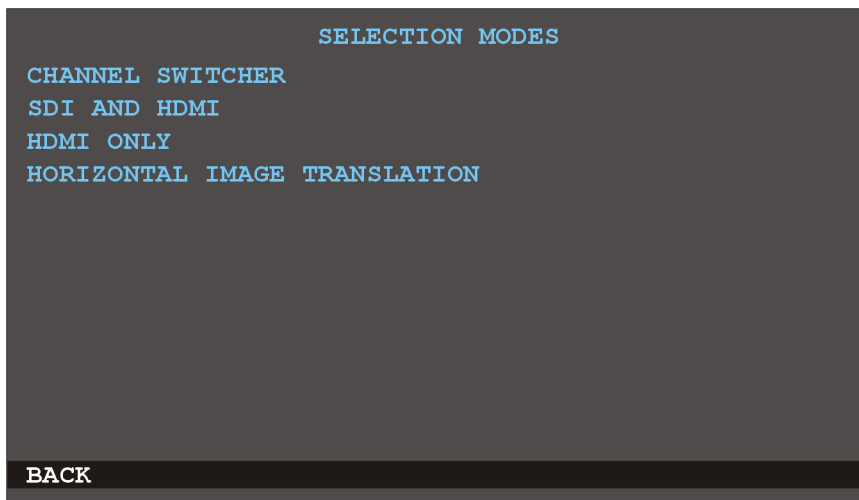 SELECTION MODES
CHANNEL SWITCHER
SDI AND HDMI
HDMI ONLY
HORIZONTAL IMAGE TRANSLATION
BACK